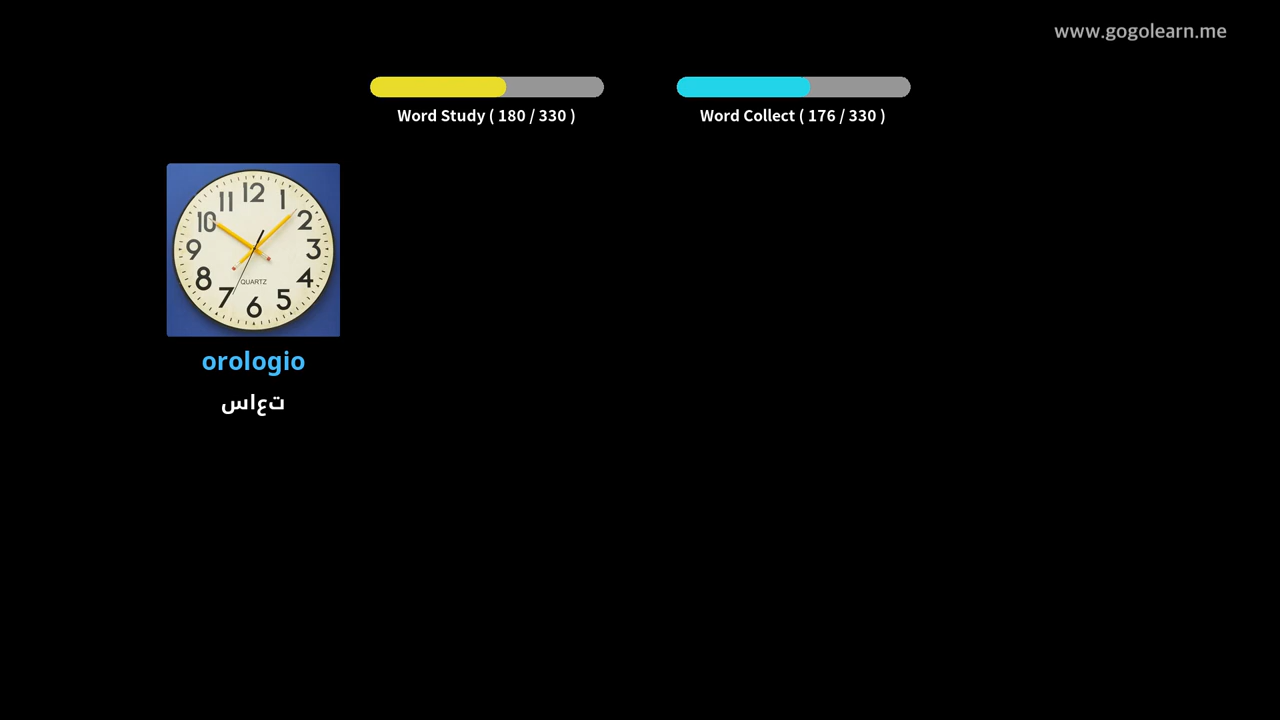 www.gogolearn.me
Word Study ( 180 / 330 )
Word Collect ( 176 / 330 )
12
11
1
10
2
9
3
8
4
QUARTZ
7
5
6
orologio
تعاس